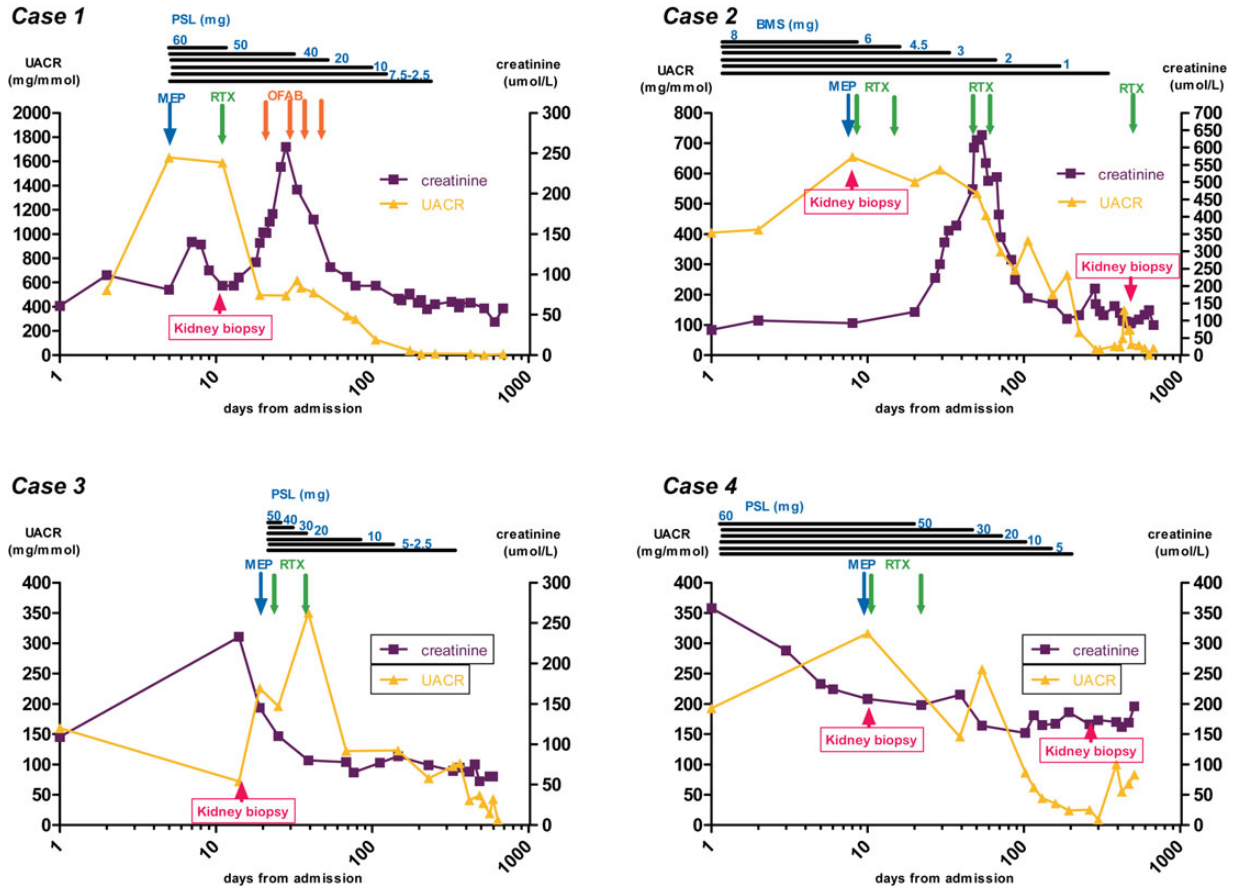 Case 1
PSL (mg)
60 50 40 20 10 7.5-2.5
UACR
(mg/mmol)
creatinine
(umol/L)
MEP RTX OFAB
2000
1800
1600
1400
1200
1000
800
600
400
200
0
300
250
200
150
100
50
0
creatinine
UACR
Kidney biopsy
1 10 100 1000
days from admission
Case 2
BMS (mg)
8 6 4.5 3 2 1
UACR
(mg/mmol)
creatinine
(umol/L)
MEP RTX RTX RTX
800
700
600
500
400
300
200
100
0
700
650
600
550
500
450
400
350
300
250
200
150
100
50
0
creatinine
UACR
Kidney biopsy
Kidney biopsy
1 10 100 1000
days from admission
Case 3
PSL (mg)
50 40 30 20 10 5-2.5
UACR
(mg/mmol)
creatinine
(umol/L)
MEP RTX
400
350
300
250
200
150
100
50
0
300
250
200
150
100
50
0
creatinine
UACR
Kidney biopsy
1 10 100 1000
days from admission
Case 4
PSL (mg)
60 50 30 20 10 5
UACR
(mg/mmol)
creatinine
(umol/L)
MEP RTX
400
350
300
250
200
150
100
50
0
400
350
300
250
200
150
100
50
0
creatinine
UACR
Kidney biopsy
Kidney biopsy
1 10 100 1000
days from admission